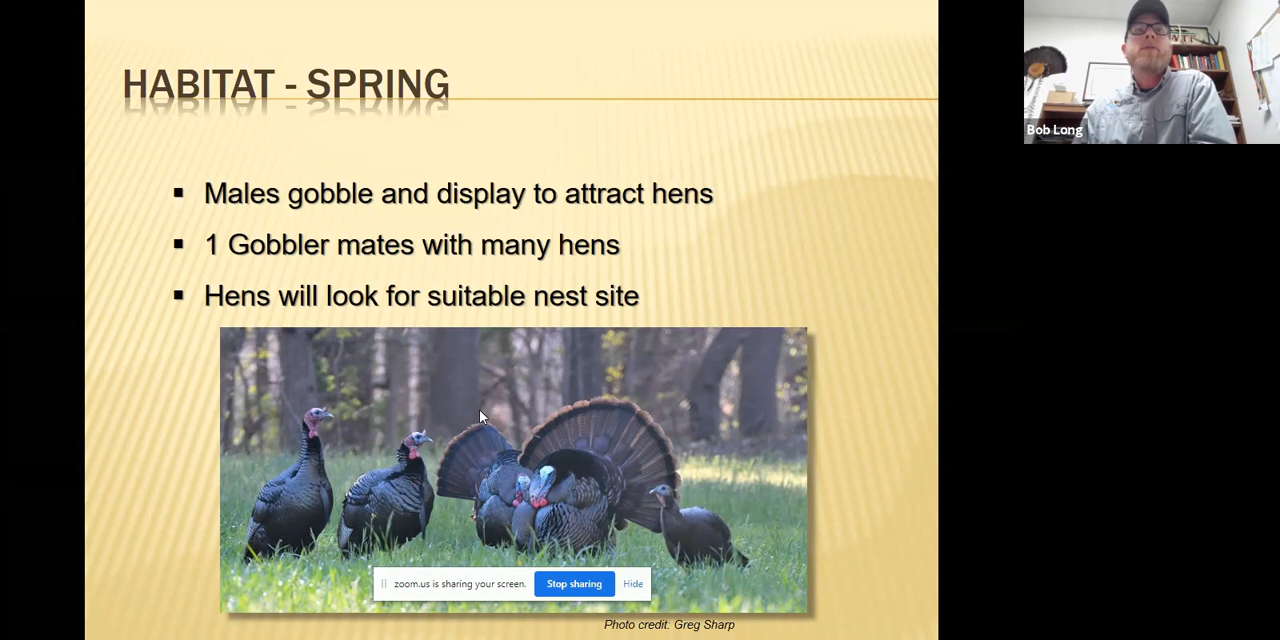 HABITAT - SPRING
▪ Males gobble and display to attract hens
▪ 1 Gobbler mates with many hens
▪ Hens will look for suitable nest site
zoom.us is sharing your screen. Stop sharing Hide
Photo credit: Greg Sharp
Bob Long